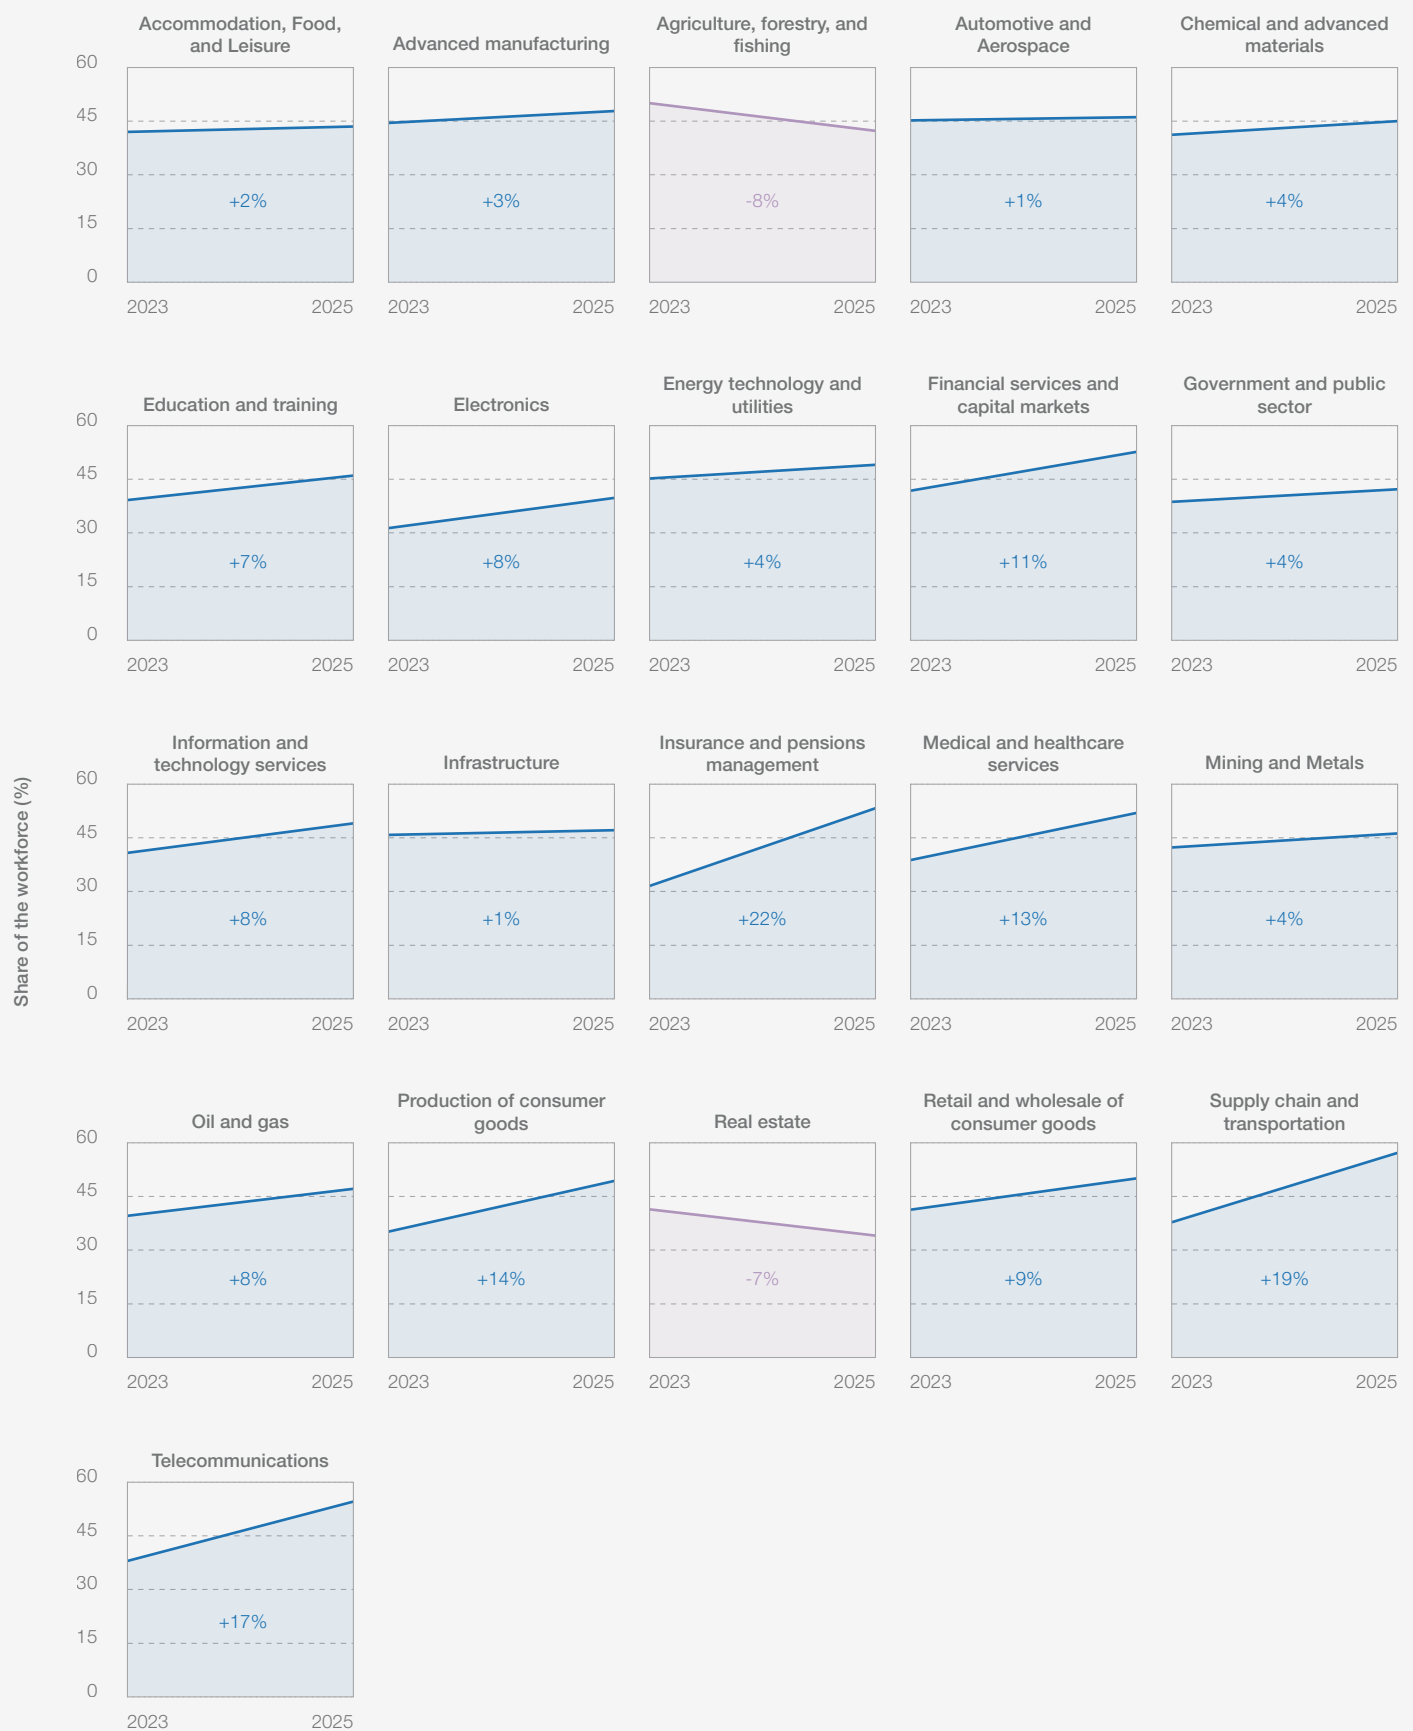 Accommodation, Food,
and Leisure
Advanced manufacturing
Agriculture, forestry, and
fishing
Automotive and
Aerospace
Chemical and advanced
materials
60
45
30
15
0
+2%
+3%
-8%
+1%
+4%
2023 2025
2023 2025
2023 2025
2023 2025
2023 2025
Education and training
Electronics
Energy technology and
utilities
Financial services and
capital markets
Government and public
sector
60
45
30
15
0
+7%
+8%
+4%
+11%
+4%
2023 2025
2023 2025
2023 2025
2023 2025
2023 2025
Share of the workforce (%)
Information and
technology services
Infrastructure
Insurance and pensions
management
Medical and healthcare
services
Mining and Metals
60
45
30
15
0
+8%
+1%
+22%
+13%
+4%
2023 2025
2023 2025
2023 2025
2023 2025
2023 2025
Oil and gas
Production of consumer
goods
Real estate
Retail and wholesale of
consumer goods
Supply chain and
transportation
60
45
30
15
0
+8%
+14%
-7%
+9%
+19%
2023 2025
2023 2025
2023 2025
2023 2025
2023 2025
Telecommunications
60
45
30
15
0
+17%
2023 2025